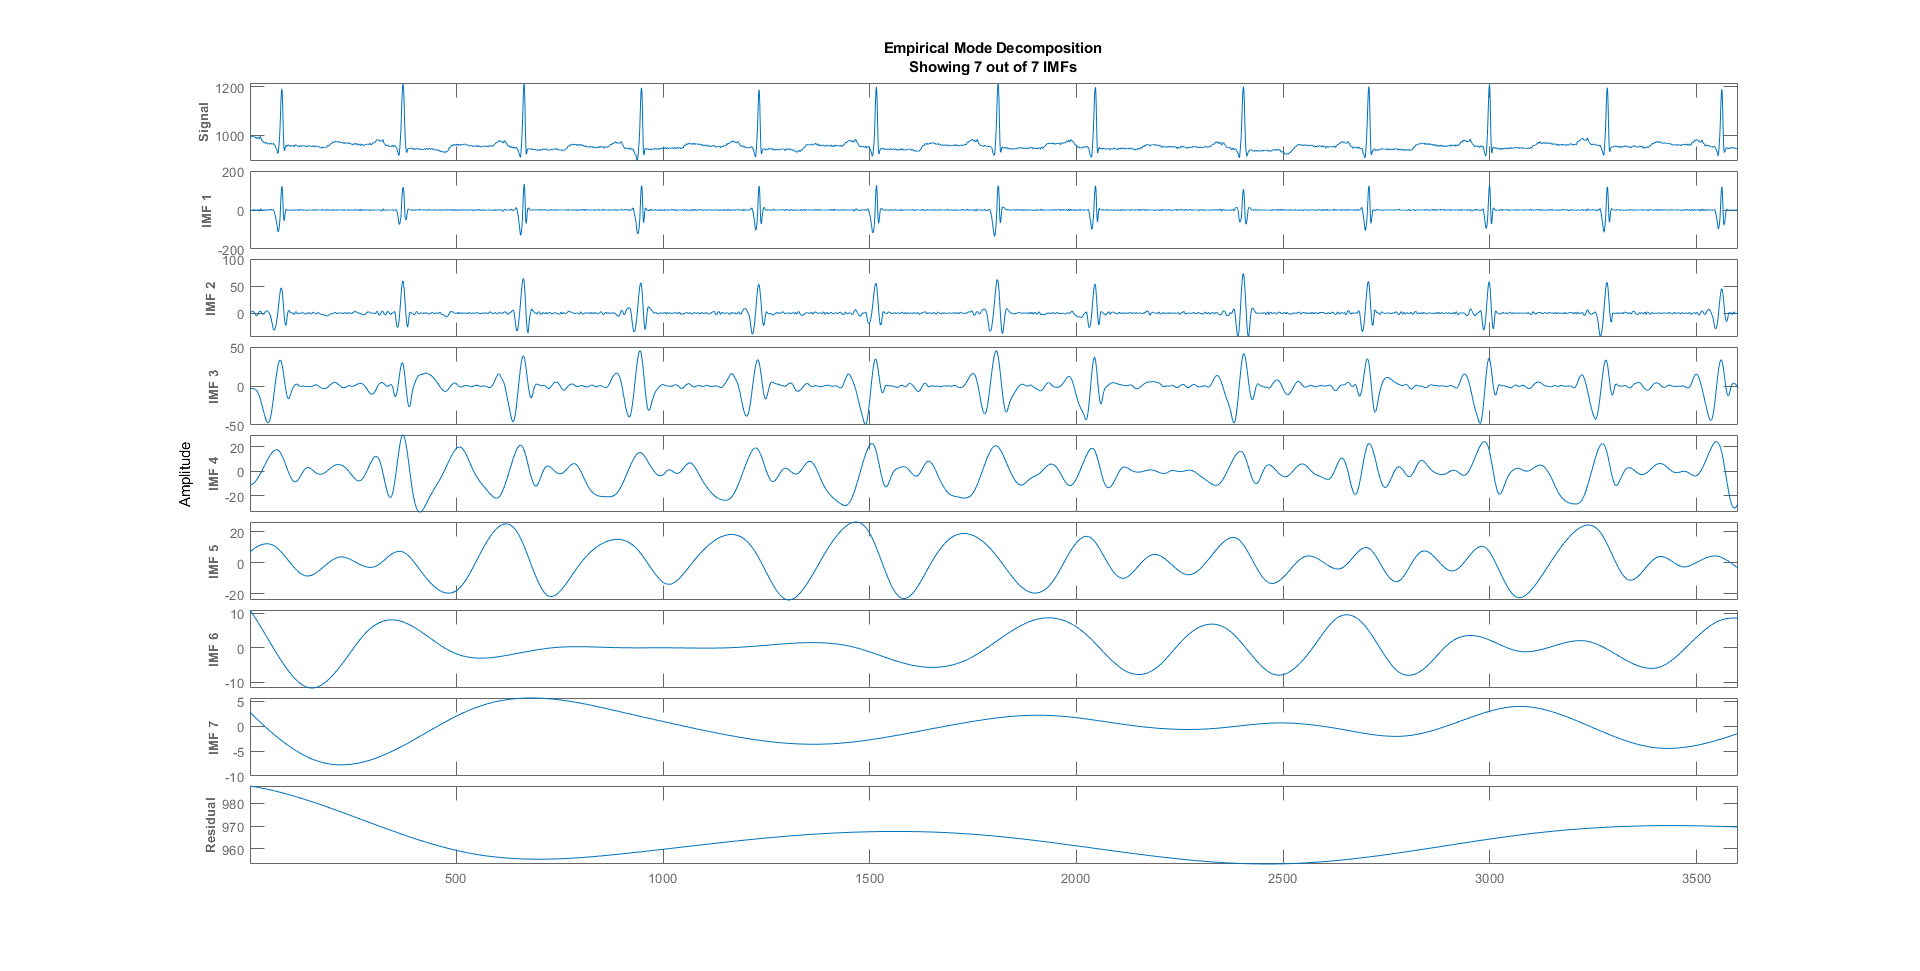 Empirical Mode Decomposition
Showing 7 out of 7 IMFs
Amplitude
Signal
1200
1000
IMF 1
200
0
-200
IMF 2
100
50
0
IMF 3
50
0
-50
IMF 4
20
0
-20
IMF 5
20
0
-20
IMF 6
10
0
-10
IMF 7
5
0
-5
-10
Residual
980
970
960
500 1000 1500 2000 2500 3000 3500